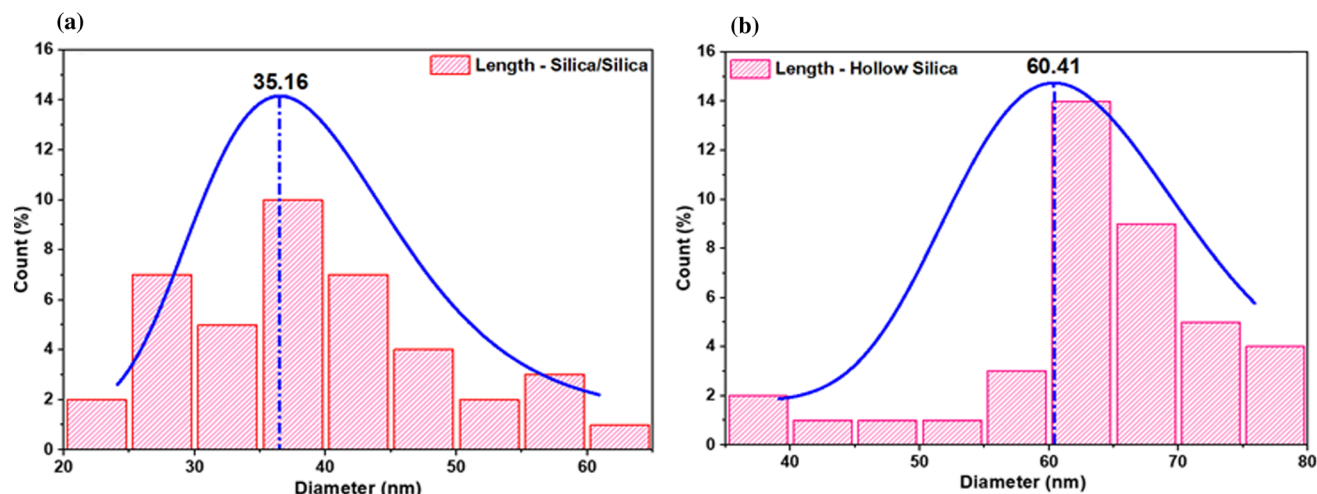 (a)
16
14
12
10
8
6
4
2
0
Count (%)
35.16
Length - Silica/Silica
20 30 40 50 60
Diameter (nm)
(b)
16
14
12
10
8
6
4
2
0
Count (%)
Length - Hollow Silica
60.41
40 50 60 70 80
Diameter (nm)